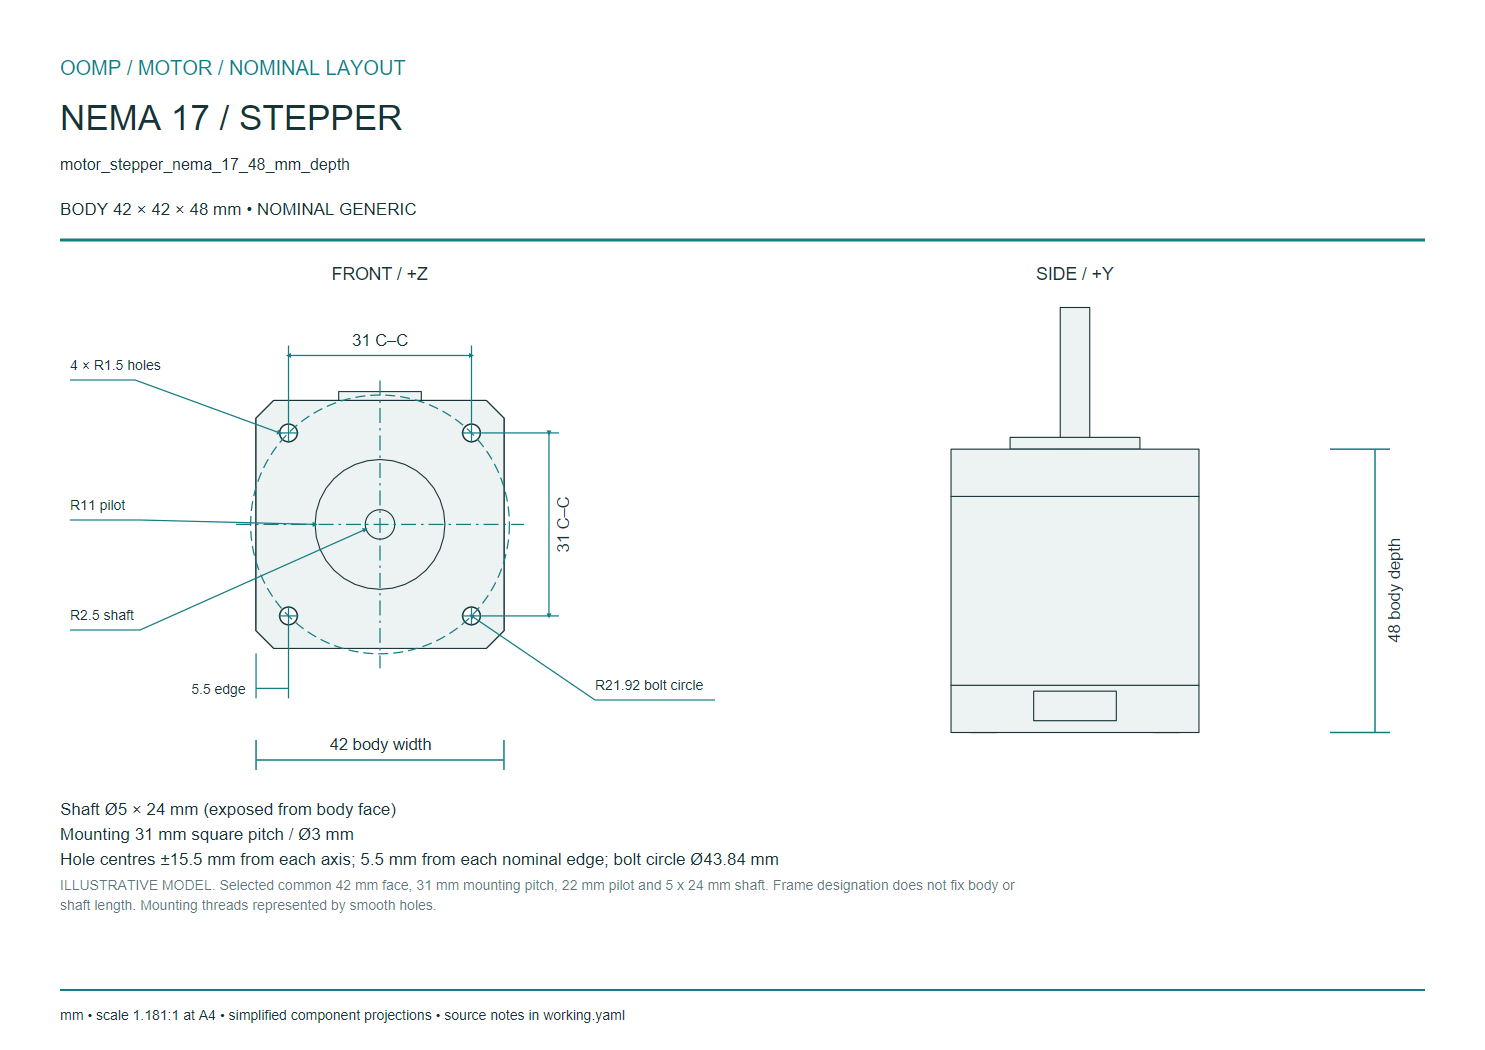 OOMP / MOTOR / NOMINAL LAYOUT
NEMA 17 / STEPPER
motor_stepper_nema_17_48_mm_depth
BODY 42 × 42 × 48 mm • NOMINAL GENERIC
FRONT / +Z
SIDE / +Y
31 C–C
4 × R1.5 holes
R11 pilot
31 C–C
R2.5 shaft
48 body depth
5.5 edge
R21.92 bolt circle
42 body width
Shaft Ø5 × 24 mm (exposed from body face)
Mounting 31 mm square pitch / Ø3 mm
Hole centres ±15.5 mm from each axis; 5.5 mm from each nominal edge; bolt circle Ø43.84 mm
ILLUSTRATIVE MODEL. Selected common 42 mm face, 31 mm mounting pitch, 22 mm pilot and 5 x 24 mm shaft. Frame designation does not fix body or
shaft length. Mounting threads represented by smooth holes.
mm • scale 1.181:1 at A4 • simplified component projections • source notes in working.yaml